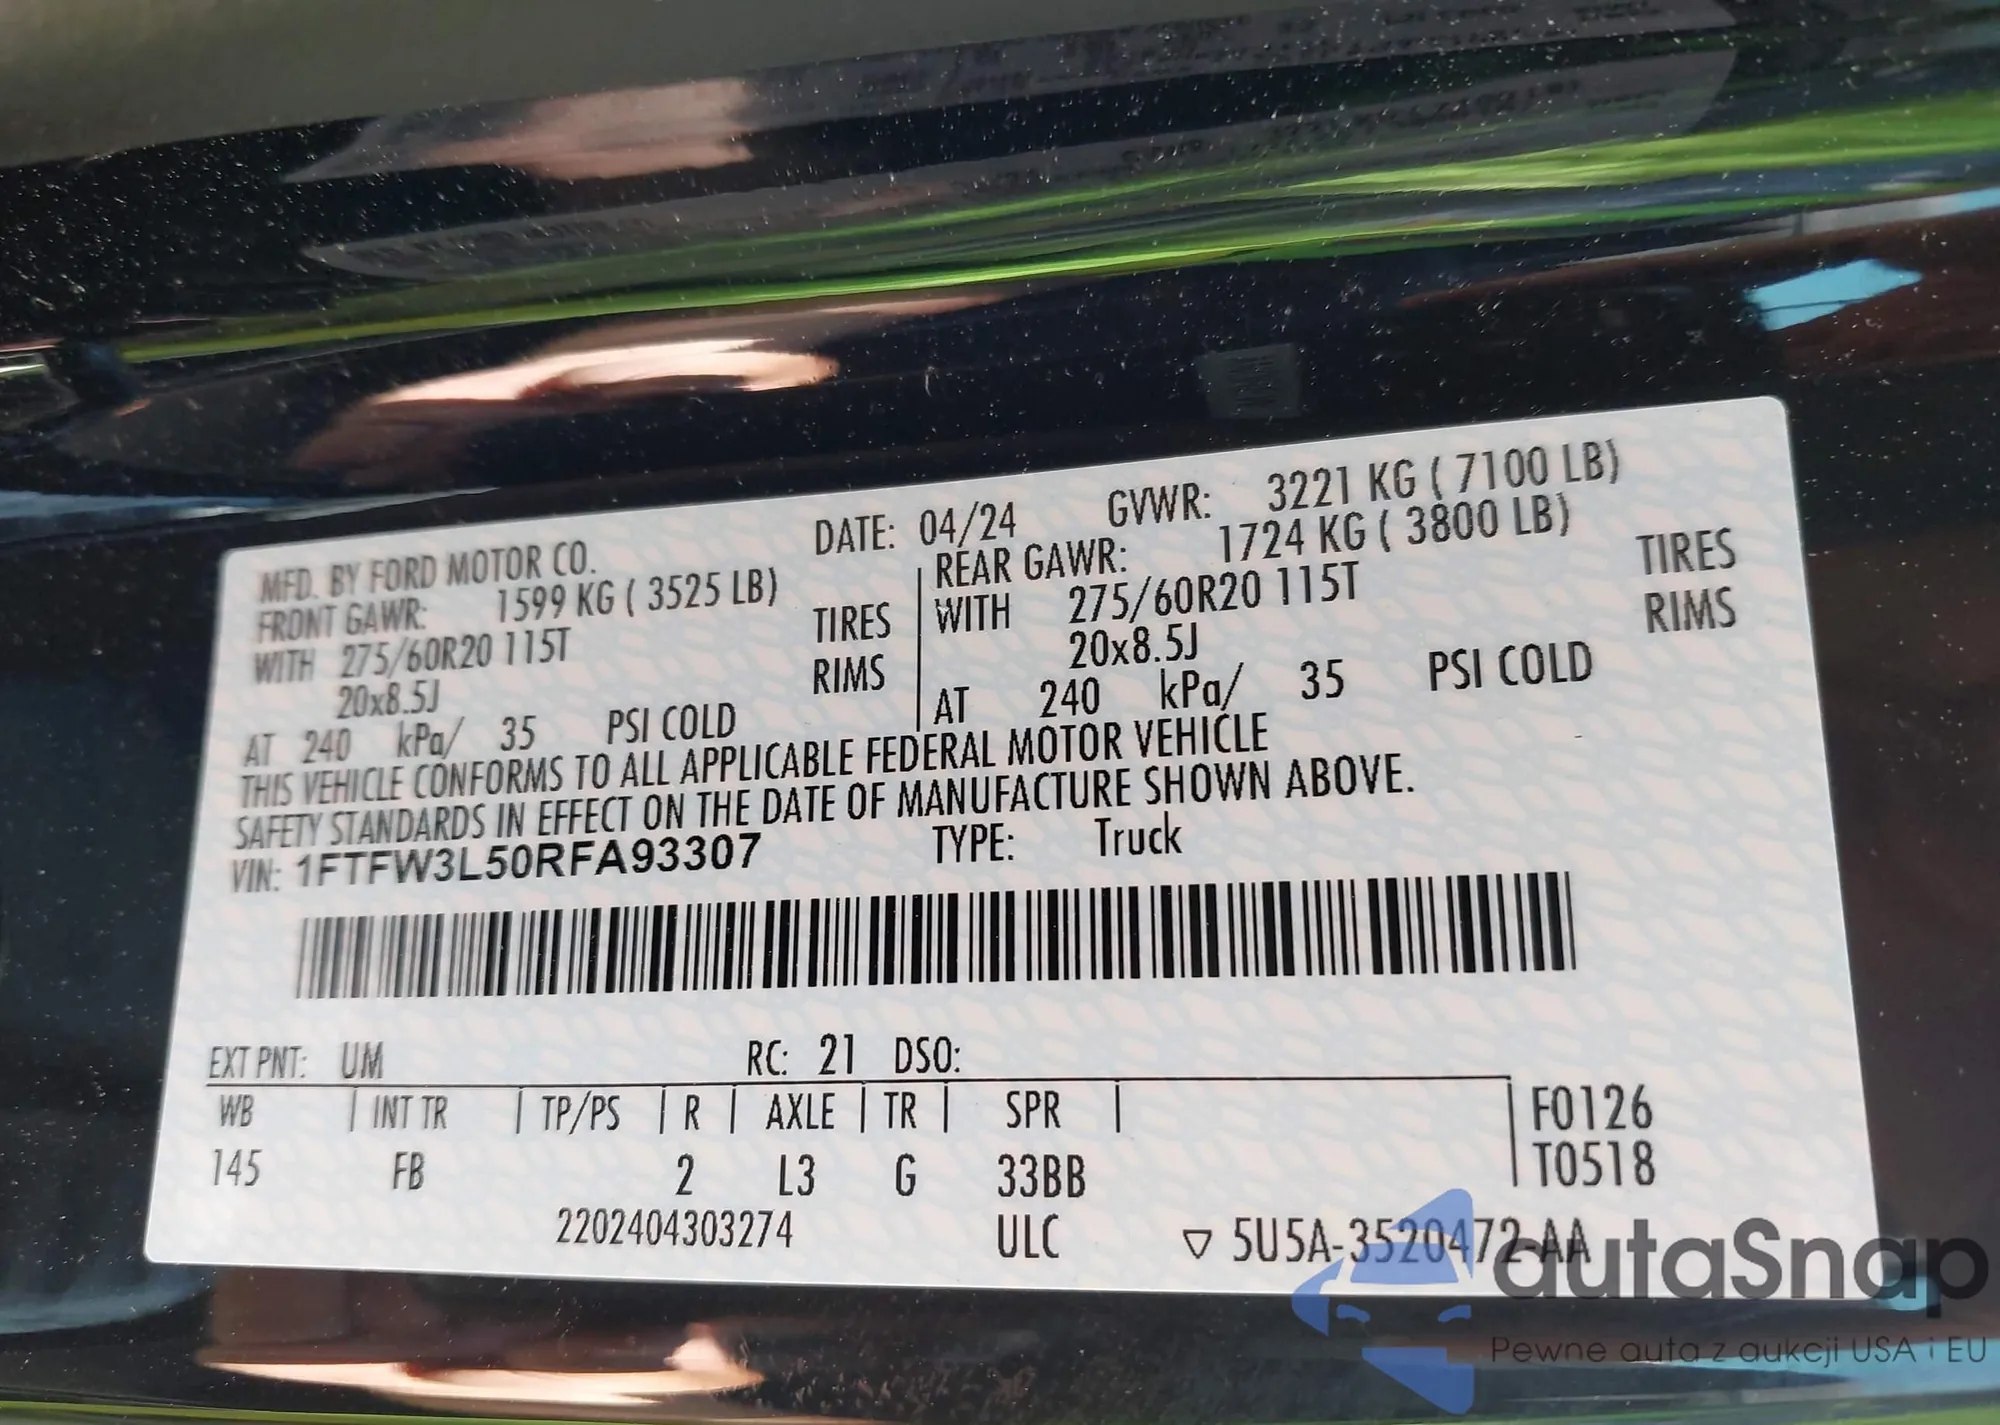 DATE: 04/24 GVWR: 3221 KG ( 7100 LB)
MFD. BY FORD MOTOR CO.
FRONT GAWR: 1599 KG ( 3525 LB)
WITH 275/60R20 115T TIRES
20x8.5J RIMS
AT 240 kPa/ 35 PSI COLD
REAR GAWR: 1724 KG ( 3800 LB)
WITH 275/60R20 115T TIRES
20x8.5J RIMS
AT 240 kPa/ 35 PSI COLD
THIS VEHICLE CONFORMS TO ALL APPLICABLE FEDERAL MOTOR VEHICLE
SAFETY STANDARDS IN EFFECT ON THE DATE OF MANUFACTURE SHOWN ABOVE.
VIN: 1FTFW3L50RFA93307 TYPE: Truck
EXT PNT: UM RC: 21 DSO:
WB | INT TR | TP/PS | R | AXLE | TR | SPR | F0126
145 FB 2 L3 G 33BB T0518
2202404303274 ULC ▽ 5U5A-3520472-AA
autaSnap
Pewne auta z aukcji USA i EU